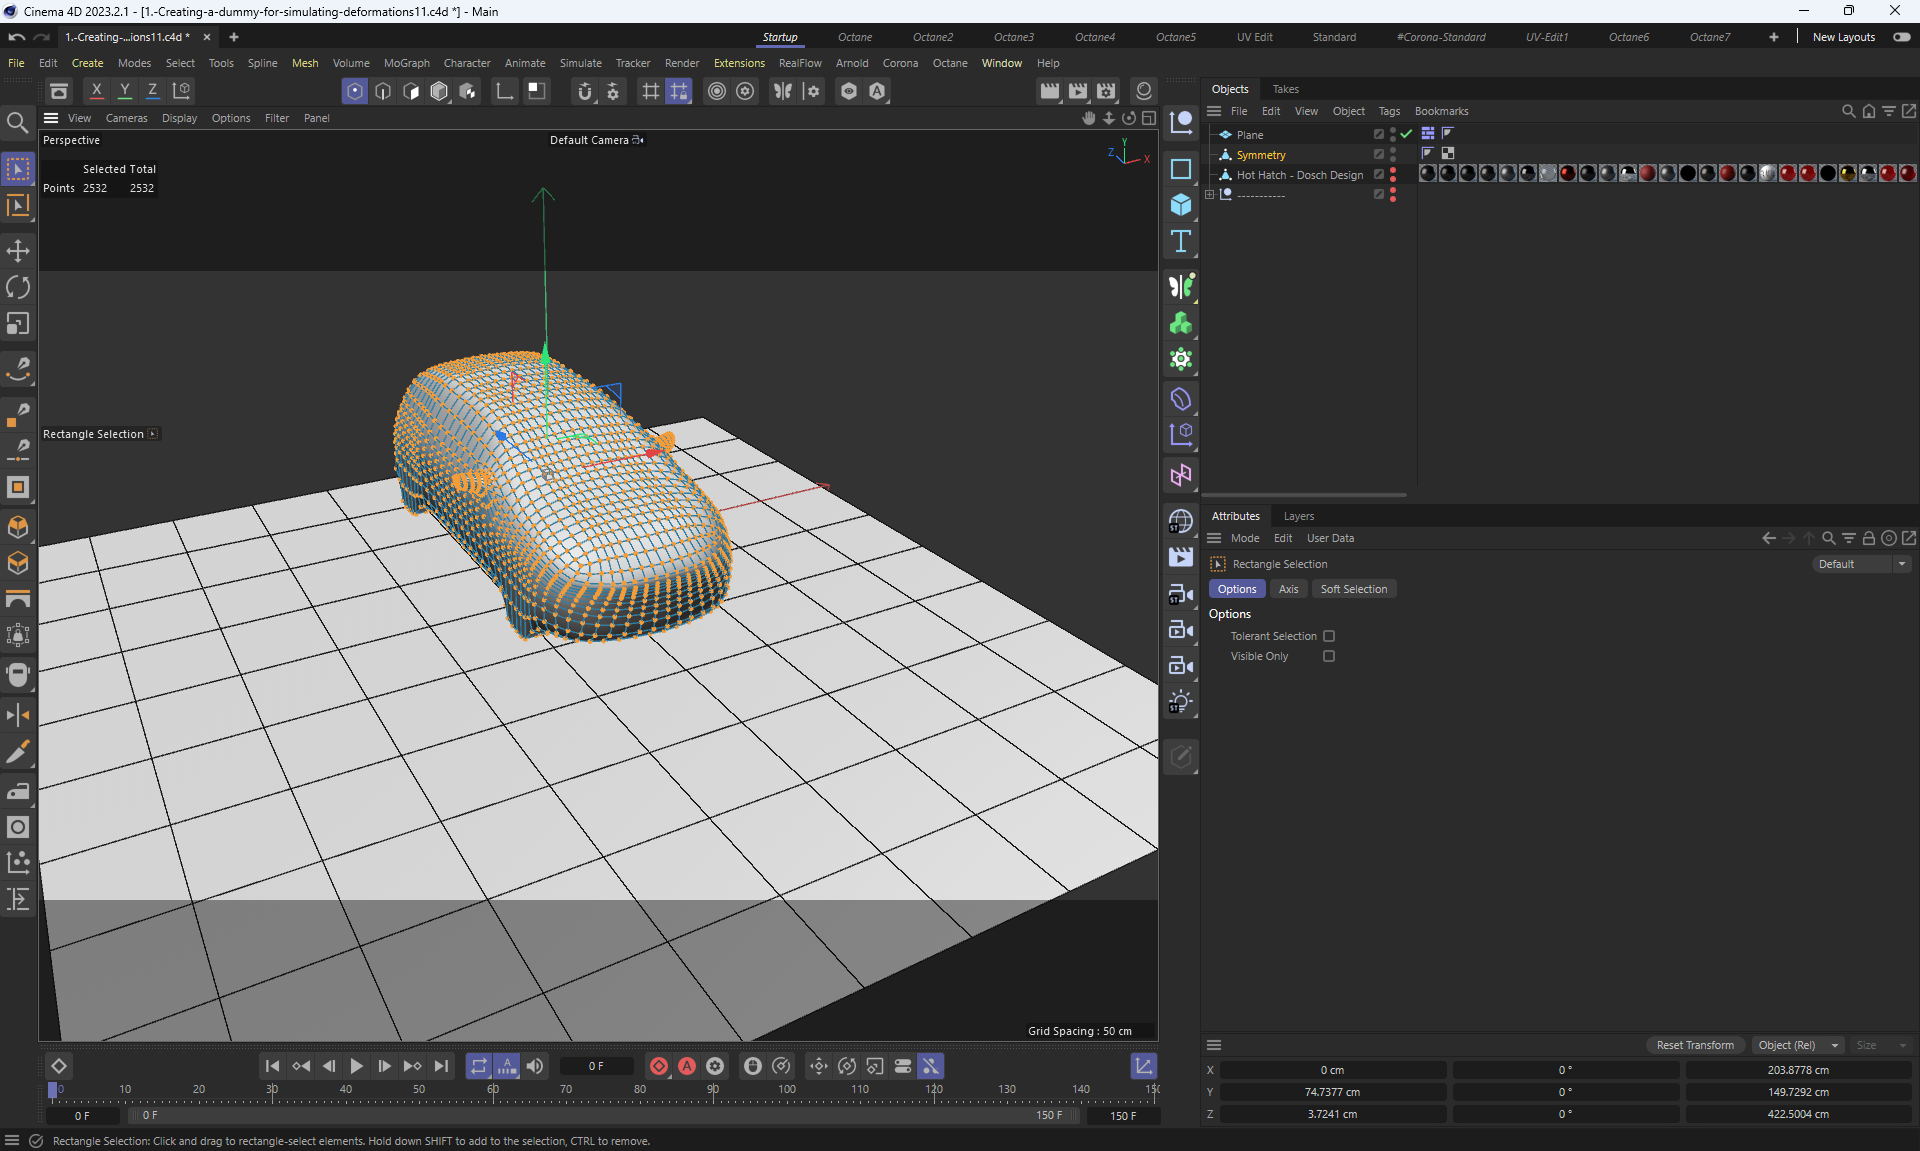 Cinema 4D 2023.2.1 - [1.-Creating-a-dummy-for-simulating-deformations11.c4d *] - Main
1.-Creating-...ions11.c4d *
Startup Octane Octane2 Octane3 Octane4 Octane5 UV Edit Standard #Corona-Standard UV-Edit1 Octane6 Octane7 New Layouts
File Edit Create Modes Select Tools Spline Mesh Volume MoGraph Character Animate Simulate Tracker Render Extensions RealFlow Arnold Corona Octane Window Help
X Y Z
Objects Takes
File Edit View Object Tags Bookmarks
View Cameras Display Options Filter Panel
Perspective
Default Camera
Y
Z X
Selected Total
Points 2532 2532
Plane
Symmetry
Hot Hatch - Dosch Design
-----------
Rectangle Selection
Attributes Layers
Mode Edit User Data
Rectangle Selection
Default
Options Axis Soft Selection
Options
Tolerant Selection
Visible Only
Grid Spacing : 50 cm
Reset Transform Object (Rel) Size
X 0 cm 0 ° 203.8778 cm
Y 74.7377 cm 0 ° 149.7292 cm
Z 3.7241 cm 0 ° 422.5004 cm
0 F
0 10 20 30 40 50 60 70 80 90 100 110 120 130 140 150
0 F 0 F 150 F 150 F
Rectangle Selection: Click and drag to rectangle-select elements. Hold down SHIFT to add to the selection, CTRL to remove.